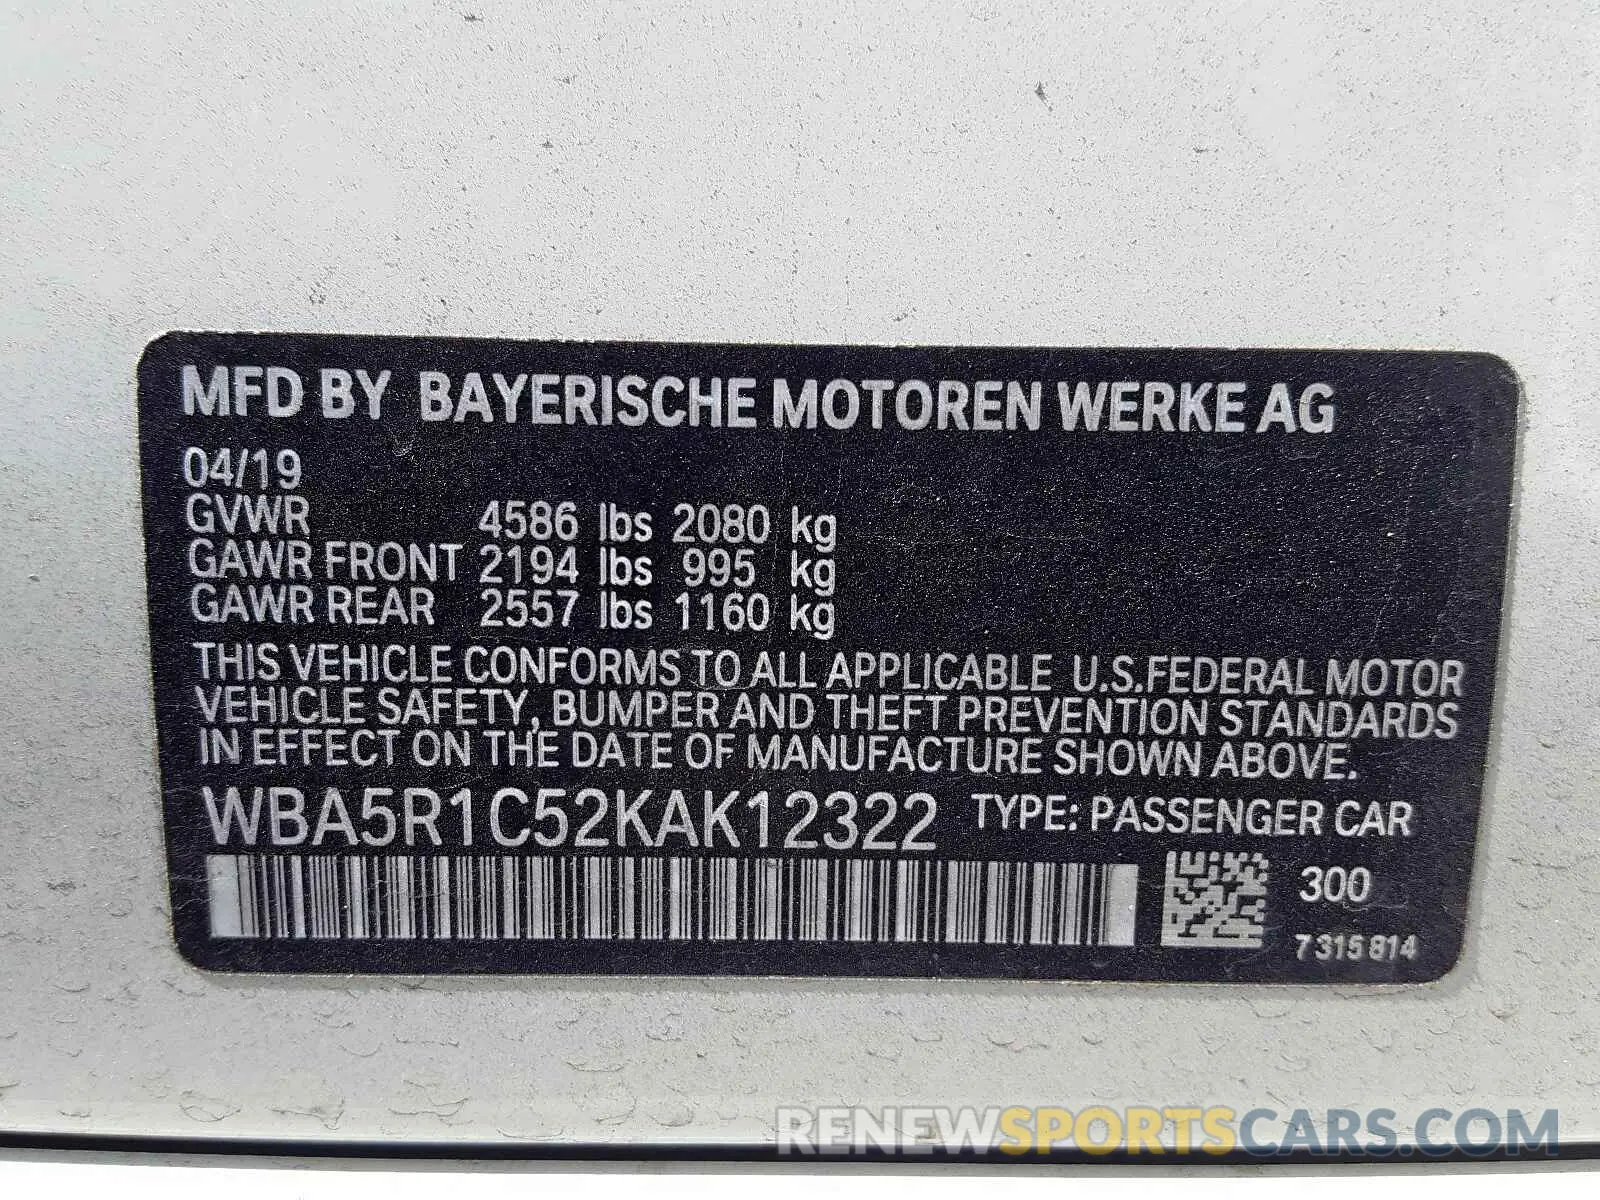 MFD BY BAYERISCHE MOTOREN WERKE AG
04/19
GVWR 4586 lbs 2080 kg
GAWR FRONT 2194 lbs 995 kg
GAWR REAR 2557 lbs 1160 kg
THIS VEHICLE CONFORMS TO ALL APPLICABLE U.S.FEDERAL MOTOR
VEHICLE SAFETY, BUMPER AND THEFT PREVENTION STANDARDS
IN EFFECT ON THE DATE OF MANUFACTURE SHOWN ABOVE.
WBA5R1C52KAK12322 TYPE: PASSENGER CAR
300
7 315 814
RENEWSPORTSCARS.COM